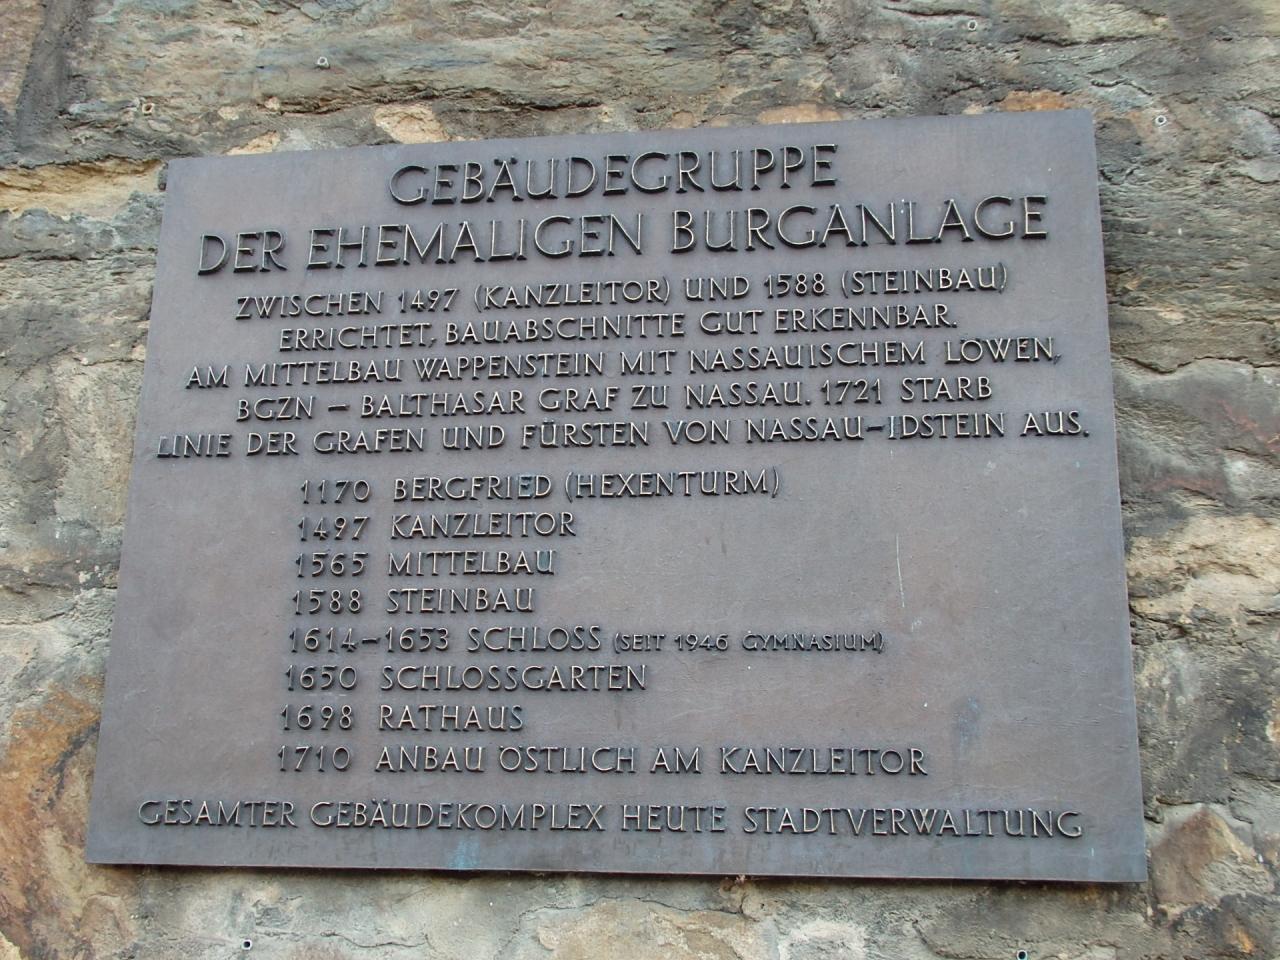 GEBÄUDEGRUPPE
DER EHEMALIGEN BURGANLAGE
ZWISCHEN 1497 (KANZLEITOR) UND 1588 (STEINBAU)
ERRICHTET, BAUABSCHNITTE GUT ERKENNBAR.
AM MITTELBAU WAPPENSTEIN MIT NASSAUISCHEM LÖWEN
BGZN – BALTHASAR GRAF ZU NASSAU. 1721 STARB
LINIE DER GRAFEN UND FÜRSTEN VON NASSAU-IDSTEIN AUS.
1170 BERGFRIED (HEXENTURM)
1497 KANZLEITOR
1565 MITTELBAU
1588 STEINBAU
1614-1653 SCHLOSS (SEIT 1946 GYMNASIUM)
1650 SCHLOSSGARTEN
1698 RATHAUS
1710 ANBAU ÖSTLICH AM KANZLEITOR
GESAMTER GEBÄUDEKOMPLEX HEUTE STADTVERWALTUNG